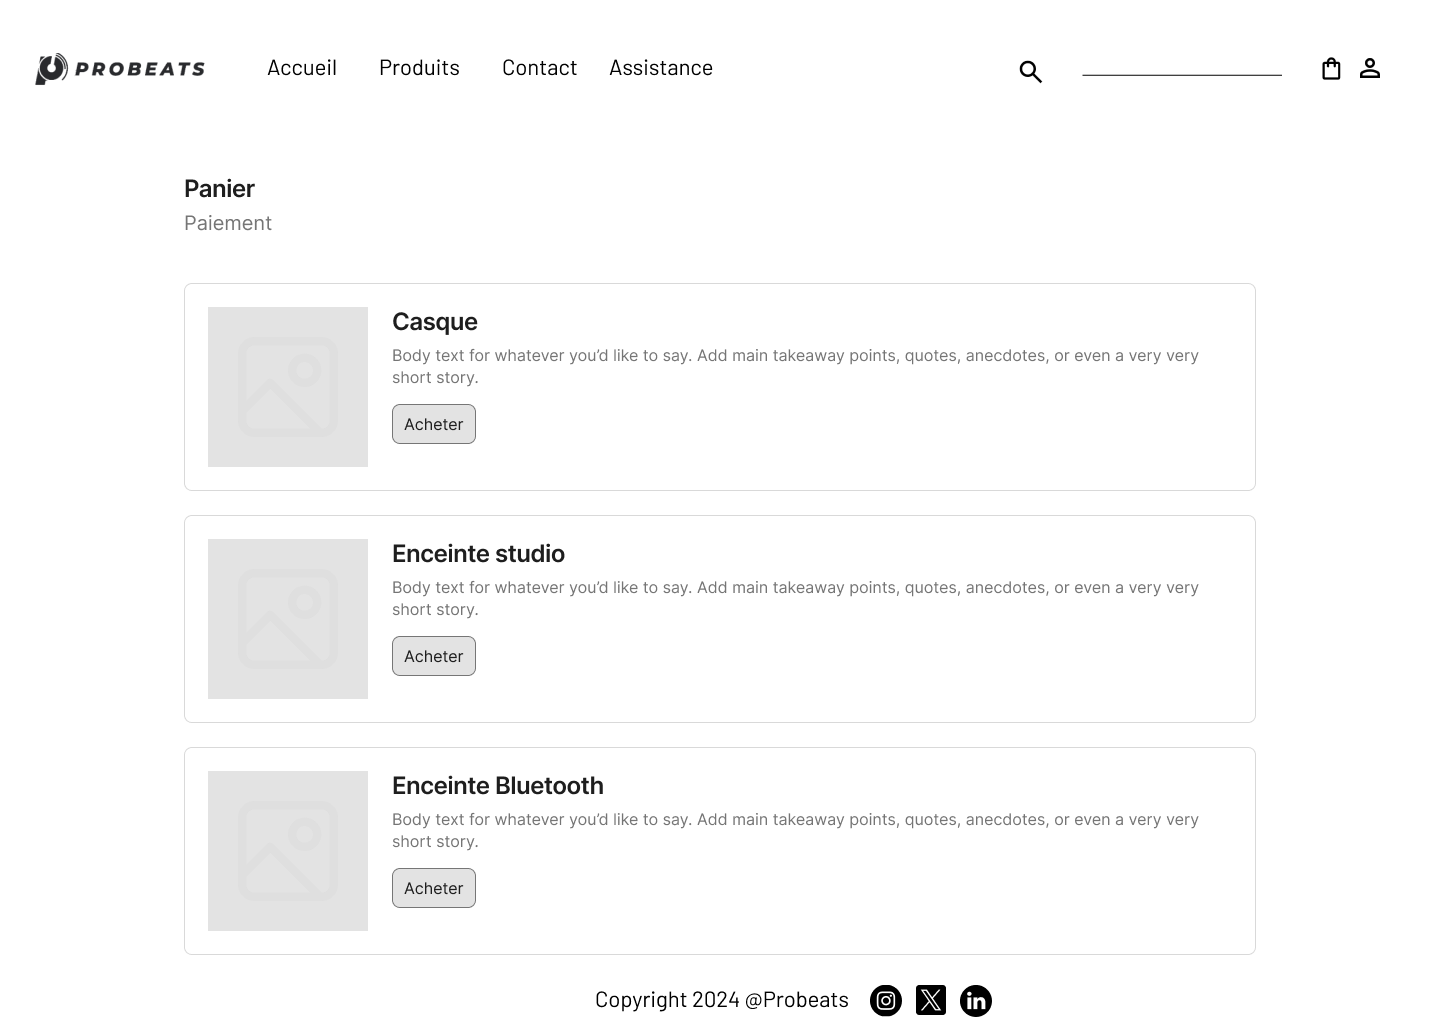 PROBEATS
Accueil
Produits
Contact
Assistance
Panier
Paiement
Casque
Body text for whatever you’d like to say. Add main takeaway points, quotes, anecdotes, or even a very very
short story.
Acheter
Enceinte studio
Body text for whatever you’d like to say. Add main takeaway points, quotes, anecdotes, or even a very very
short story.
Acheter
Enceinte Bluetooth
Body text for whatever you’d like to say. Add main takeaway points, quotes, anecdotes, or even a very very
short story.
Acheter
Copyright 2024 @Probeats